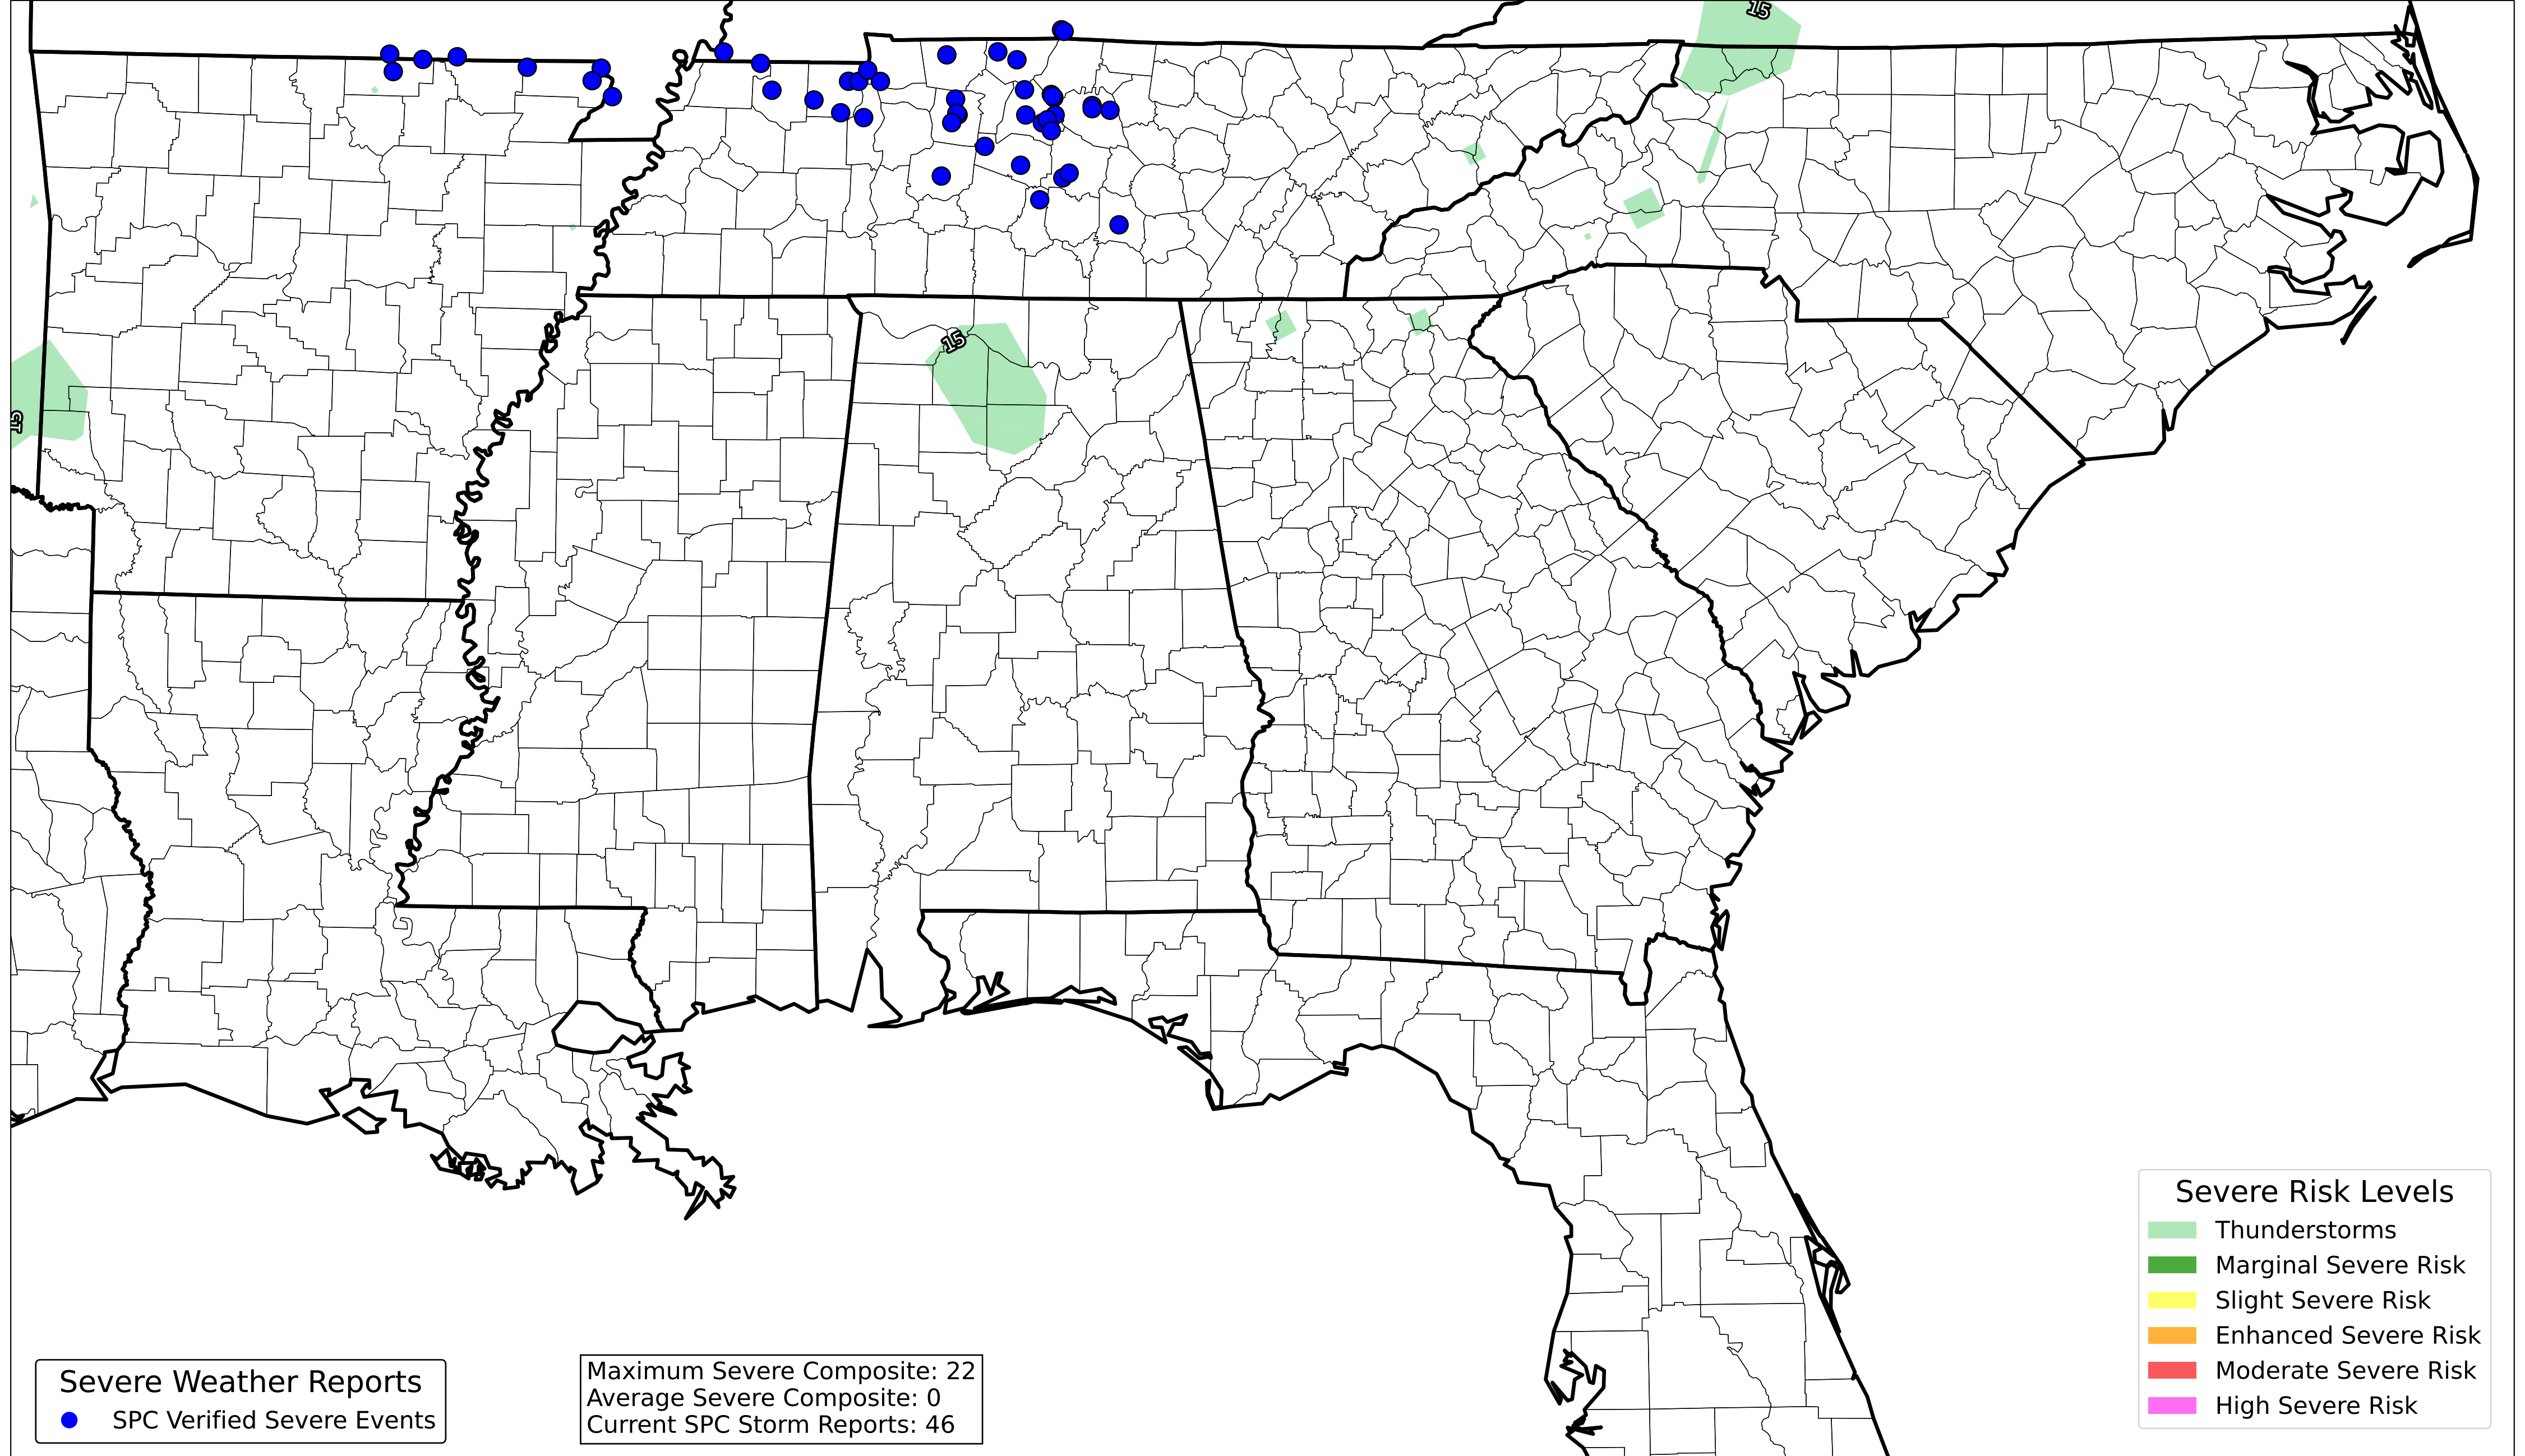 15
15
15
Severe Weather Reports
SPC Verified Severe Events
Maximum Severe Composite: 22
Average Severe Composite: 0
Current SPC Storm Reports: 46
Severe Risk Levels
Thunderstorms
Marginal Severe Risk
Slight Severe Risk
Enhanced Severe Risk
Moderate Severe Risk
High Severe Risk